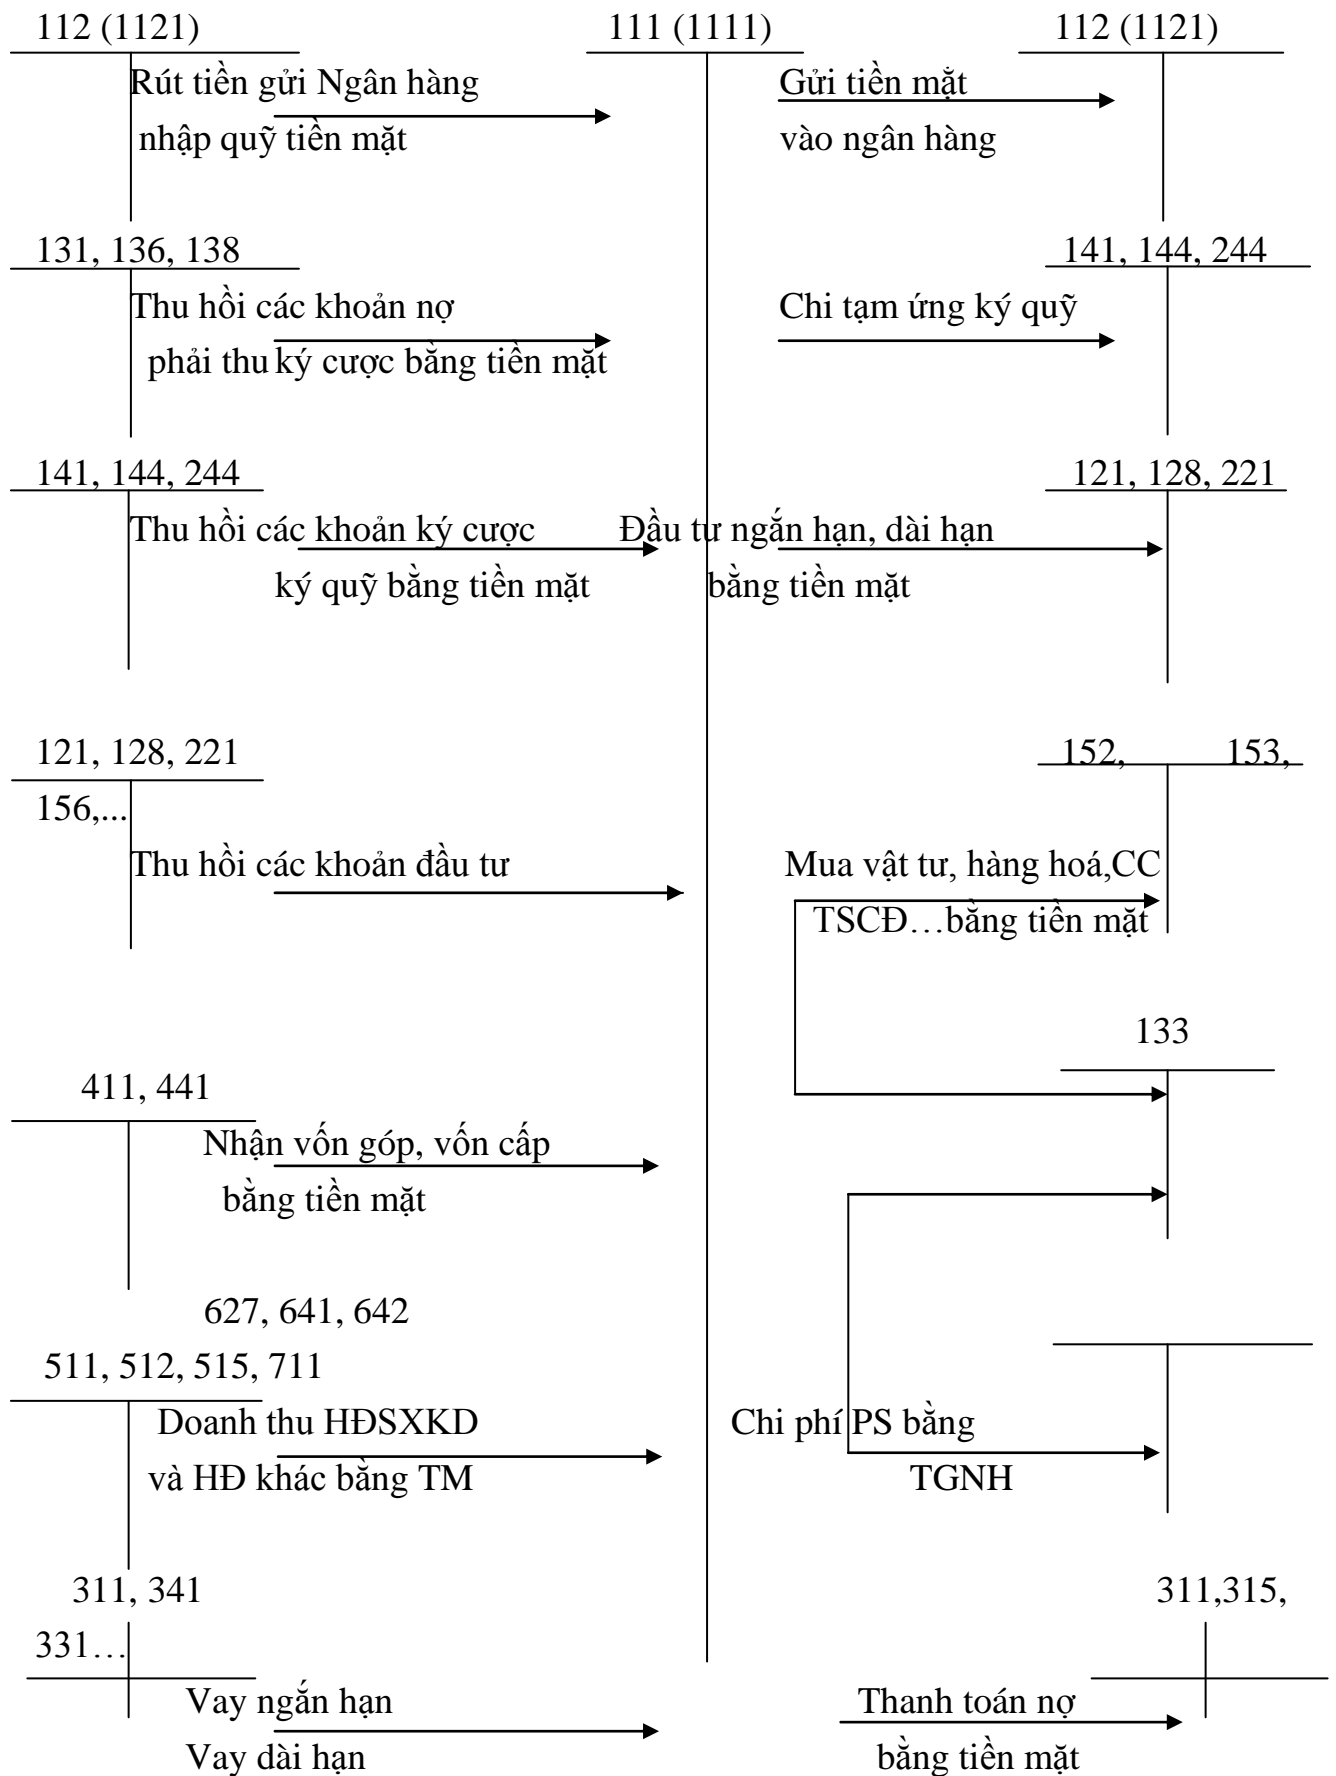 112 (1121) 111 (1111) 112 (1121)
Rút tiền gửi Ngân hàng Gửi tiền mặt
nhập quỹ tiền mặt vào ngân hàng
131, 136, 138 141, 144, 244
Thu hồi các khoản nợ Chi tạm ứng ký quỹ
phải thu ký cược bằng tiền mặt
141, 144, 244 121, 128, 221
Thu hồi các khoản ký cược Đầu tư ngắn hạn, dài hạn
ký quỹ bằng tiền mặt bằng tiền mặt
121, 128, 221 152, 153,
156,...
Thu hồi các khoản đầu tư Mua vật tư, hàng hoá,CC
TSCĐ…bằng tiền mặt
133
411, 441
Nhận vốn góp, vốn cấp
bằng tiền mặt
627, 641, 642
511, 512, 515, 711
Doanh thu HĐSXKD Chi phí PS bằng
và HĐ khác bằng TM TGNH
311, 341 311,315,
331…
Vay ngắn hạn Thanh toán nợ
Vay dài hạn bằng tiền mặt